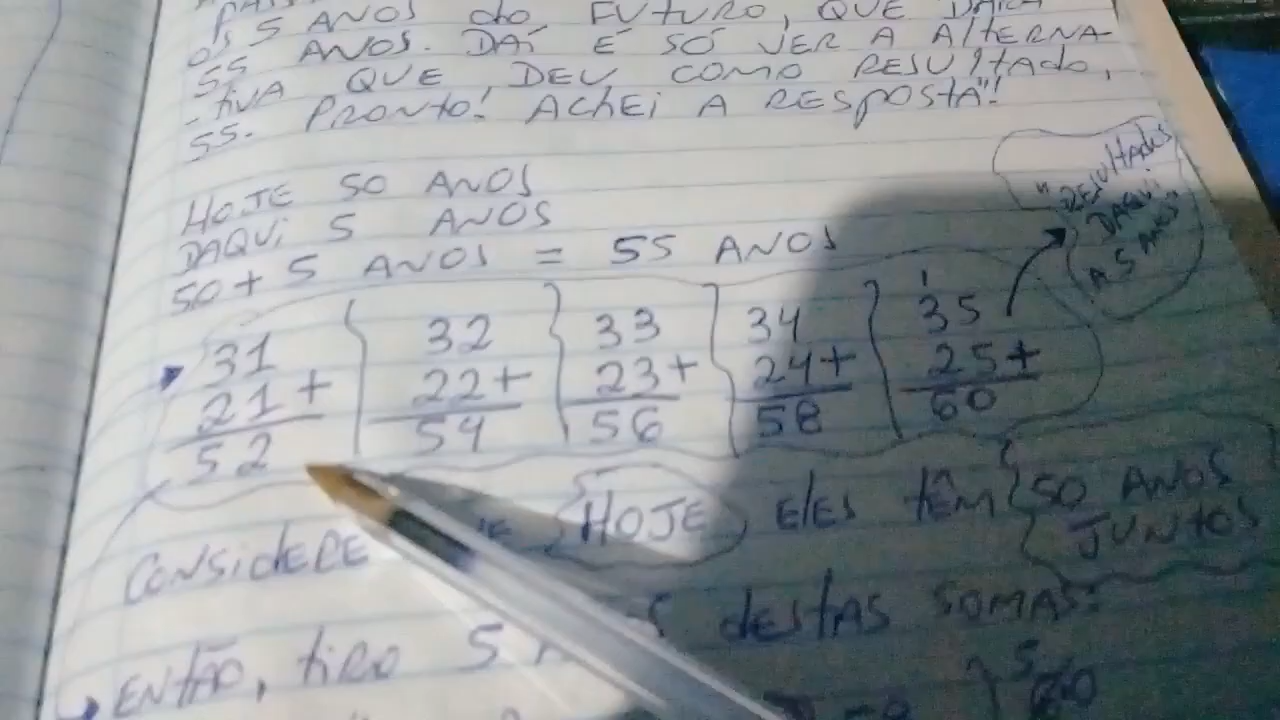 os 5 ANOS do FUTURO, QUE DARIA
55 ANOS. DAÍ É SÓ VER A ALTERNA-
-TIVA QUE DEU COMO RESULTADO,
55. PRONTO! ACHEI A RESPOSTA"!
HOJE 50 ANOS
DAQUI 5 ANOS
50 + 5 ANOS = 55 ANOS
"RESULTADOS
DAQUI
A 5 ANOS"
31 32 33 34 1 35
21+ 22+ 23+ 24+ 25+
52 54 56 58 60
CONSIDERE HOJE ELES TÊM 50 ANOS
JUNTOS
ENTÃO, TIRO 5 DESTAS SOMAS: